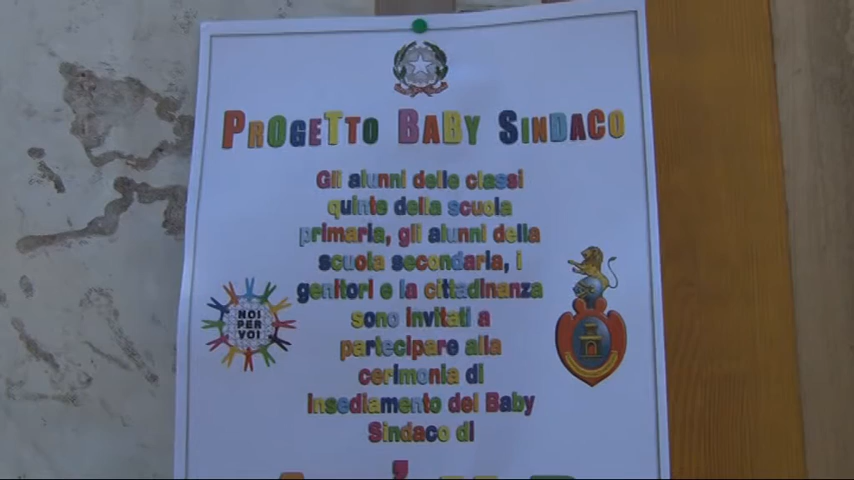 PROGETTO BABY SINDACO
Gli alunni delle classi
quinte della scuola
primaria, gli alunni della
scuola secondaria, i
genitori e la cittadinanza
sono invitati a
partecipare alla
cerimonia di
insediamento del Baby
Sindaco di
NOI
PER
VOI